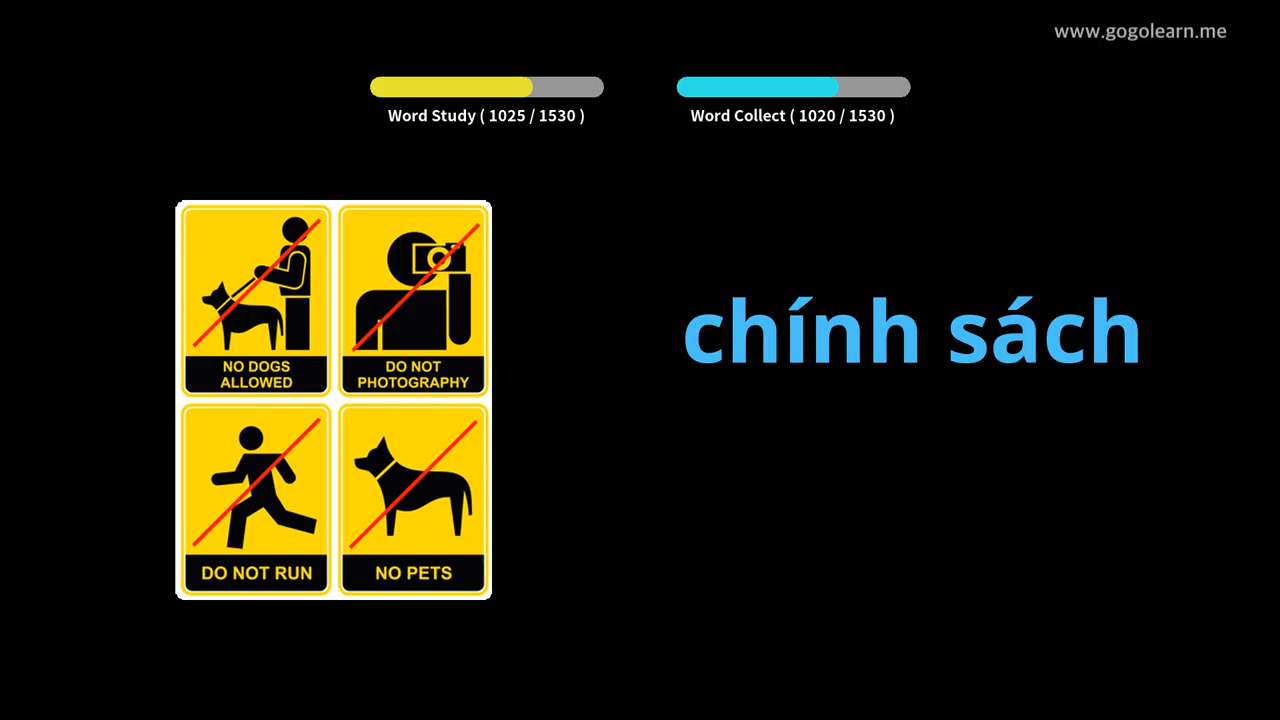 www.gogolearn.me
Word Study ( 1025 / 1530 )
Word Collect ( 1020 / 1530 )
NO DOGS
ALLOWED
DO NOT
PHOTOGRAPHY
chính sách
DO NOT RUN
NO PETS